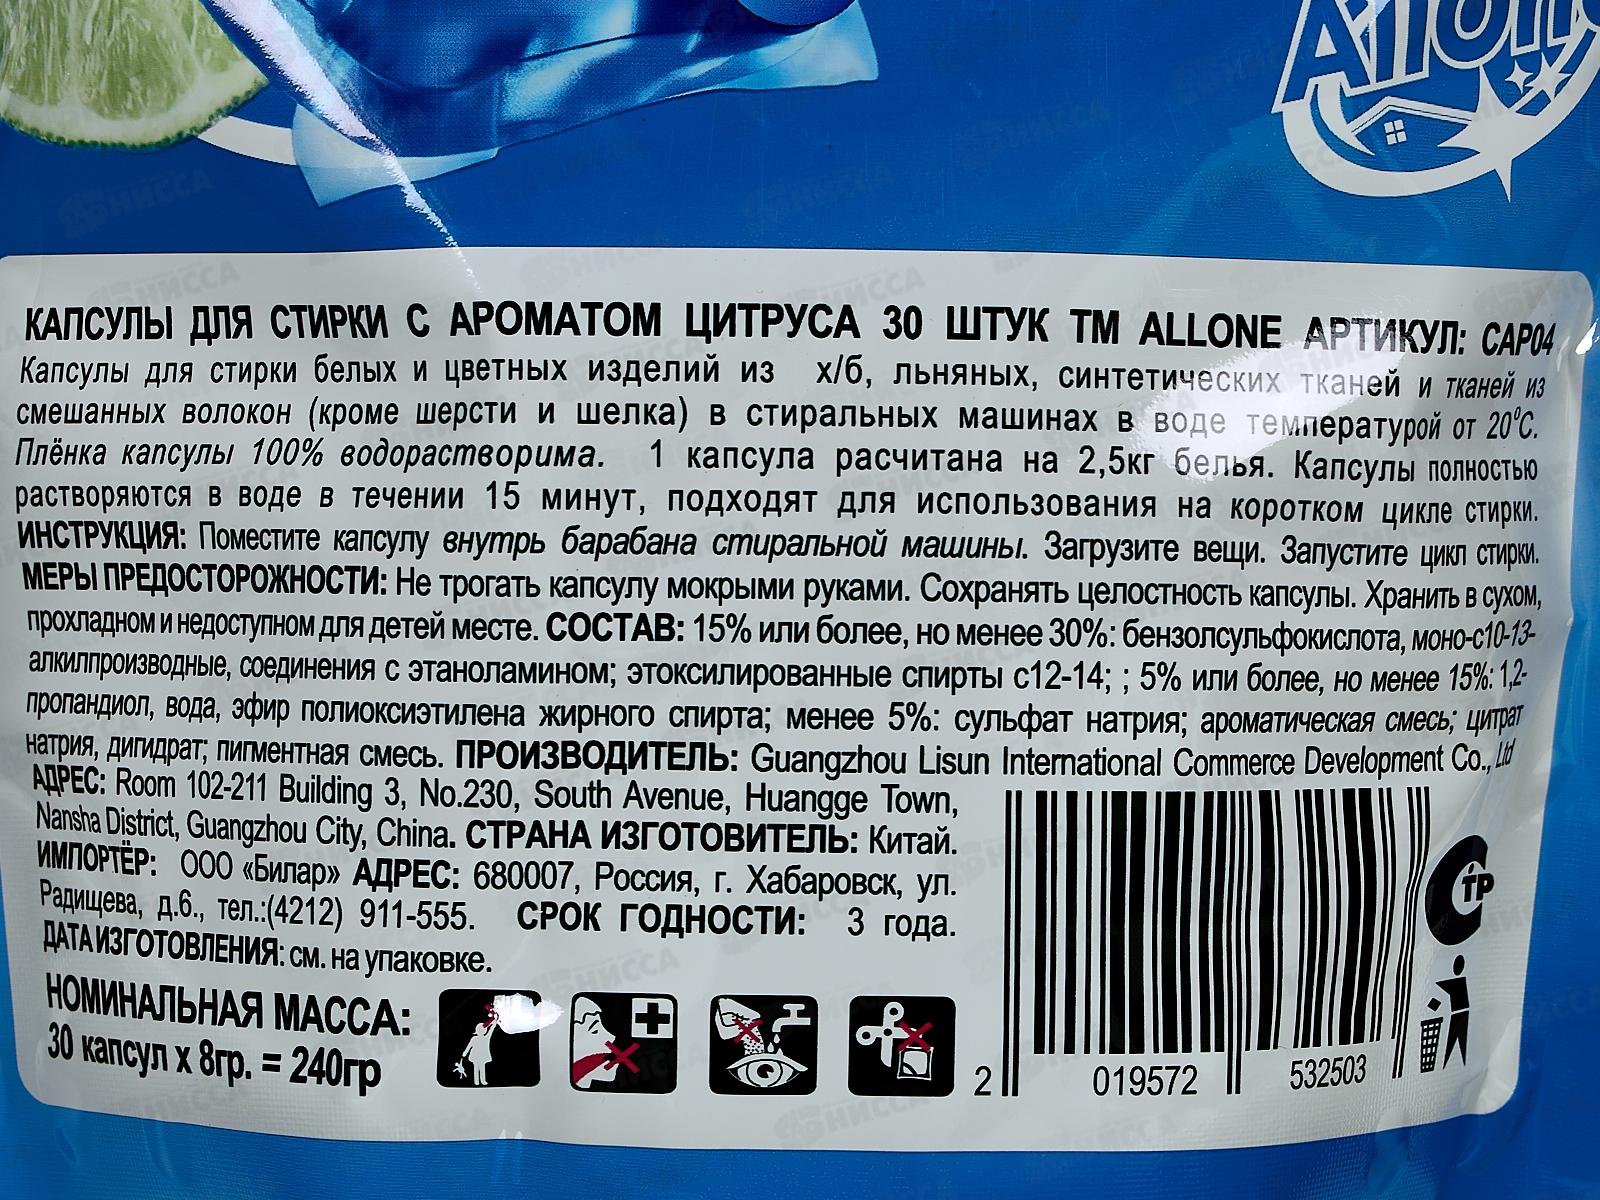 Allon
КАПСУЛЫ ДЛЯ СТИРКИ С АРОМАТОМ ЦИТРУСА 30 ШТУК ТМ ALLONE АРТИКУЛ: CAP04
Капсулы для стирки белых и цветных изделий из х/б, льняных, синтетических тканей и тканей из
смешанных волокон (кроме шерсти и шелка) в стиральных машинах в воде температурой от 20⁰С.
Плёнка капсулы 100% водорастворима. 1 капсула расчитана на 2,5кг белья. Капсулы полностью
растворяются в воде в течении 15 минут, подходят для использования на коротком цикле стирки.
ИНСТРУКЦИЯ: Поместите капсулу внутрь барабана стиральной машины. Загрузите вещи. Запустите цикл стирки.
МЕРЫ ПРЕДОСТОРОЖНОСТИ: Не трогать капсулу мокрыми руками. Сохранять целостность капсулы. Хранить в сухом,
прохладном и недоступном для детей месте. СОСТАВ: 15% или более, но менее 30%: бензолсульфокислота, моно-с10-13-
алкилпроизводные, соединения с этаноламином; этоксилированные спирты с12-14; ; 5% или более, но менее 15%: 1,2-
пропандиол, вода, эфир полиоксиэтилена жирного спирта; менее 5%: сульфат натрия; ароматическая смесь; цитрат
натрия, дигидрат; пигментная смесь. ПРОИЗВОДИТЕЛЬ: Guangzhou Lisun International Commerce Development Co., Ltd
АДРЕС: Room 102-211 Building 3, No.230, South Avenue, Huangge Town,
Nansha District, Guangzhou City, China. СТРАНА ИЗГОТОВИТЕЛЬ: Китай.
ИМПОРТЁР: ООО «Билар» АДРЕС: 680007, Россия, г. Хабаровск, ул.
Радищева, д.6., тел.:(4212) 911-555. СРОК ГОДНОСТИ: 3 года.
ДАТА ИЗГОТОВЛЕНИЯ: см. на упаковке.
НОМИНАЛЬНАЯ МАССА:
30 капсул х 8гр. = 240гр
2 019572 532503
СТР
НИССА